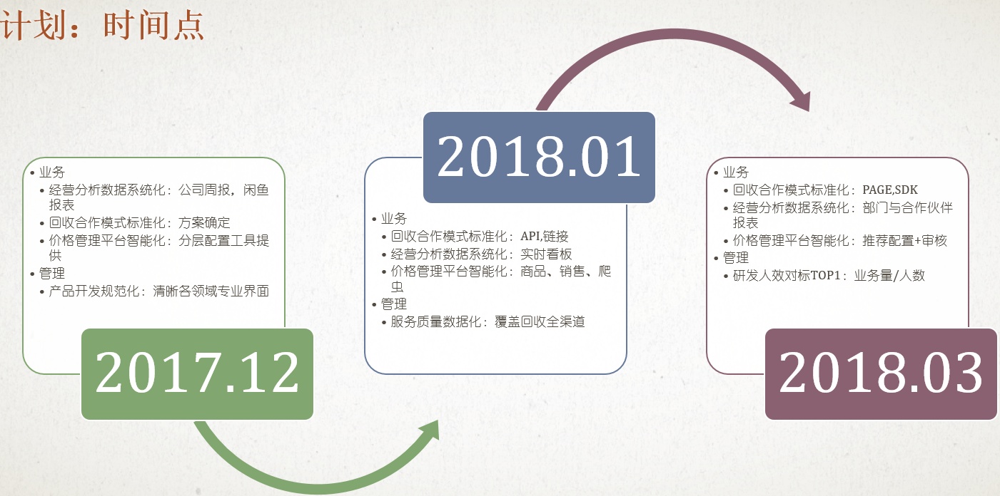 计划：时间点
• 业务
• 经营分析数据系统化：公司周报，闲鱼
报表
• 回收合作模式标准化：方案确定
• 价格管理平台智能化：分层配置工具提
供
• 管理
• 产品开发规范化：清晰各领域专业界面
2017.12
2018.01
• 业务
• 回收合作模式标准化：API,链接
• 经营分析数据系统化：实时看板
• 价格管理平台智能化：商品、销售、爬
虫
• 管理
• 服务质量数据化：覆盖回收全渠道
• 业务
• 回收合作模式标准化：PAGE,SDK
• 经营分析数据系统化：部门与合作伙伴
报表
• 价格管理平台智能化：推荐配置+审核
• 管理
• 研发人效对标TOP1：业务量/人数
2018.03